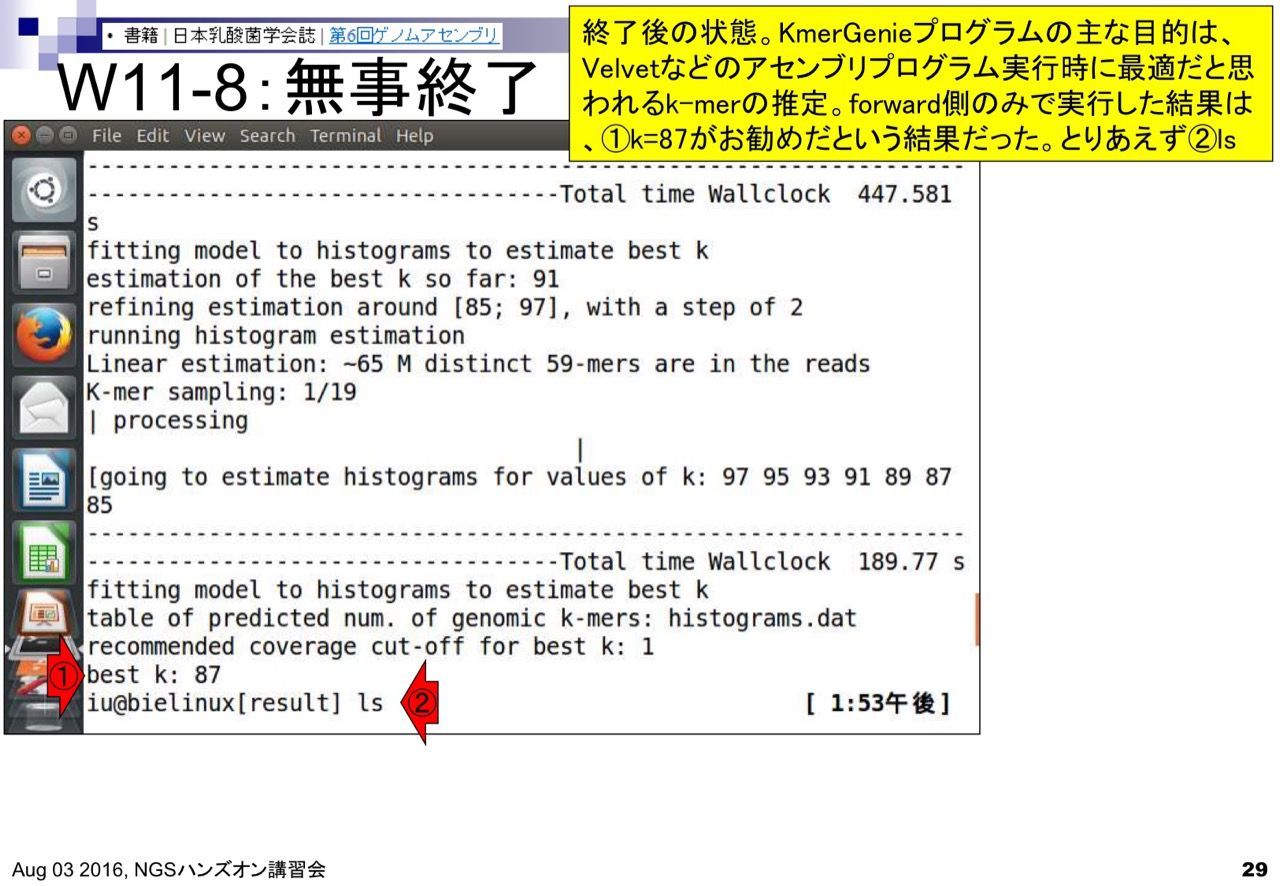 ・ 書籍 | 日本乳酸菌学会誌 | 第6回ゲノムアセンブリ
W11-8：無事終了
終了後の状態。KmerGenieプログラムの主な目的は、
Velvetなどのアセンブリプログラム実行時に最適だと思
われるk-merの推定。forward側のみで実行した結果は
、①k=87がお勧めだという結果だった。とりあえず②ls
File Edit View Search Terminal Help
-----------------------------------------------------------------
-----------------------------------Total time Wallclock 447.581
s
fitting model to histograms to estimate best k
estimation of the best k so far: 91
refining estimation around [85; 97], with a step of 2
running histogram estimation
Linear estimation: ~65 M distinct 59-mers are in the reads
K-mer sampling: 1/19
| processing
|
[going to estimate histograms for values of k: 97 95 93 91 89 87
85
-----------------------------------------------------------------
-----------------------------------Total time Wallclock 189.77 s
fitting model to histograms to estimate best k
table of predicted num. of genomic k-mers: histograms.dat
recommended coverage cut-off for best k: 1
① best k: 87
iu@bielinux[result] ls ② [ 1:53午後]
Aug 03 2016, NGSハンズオン講習会
29